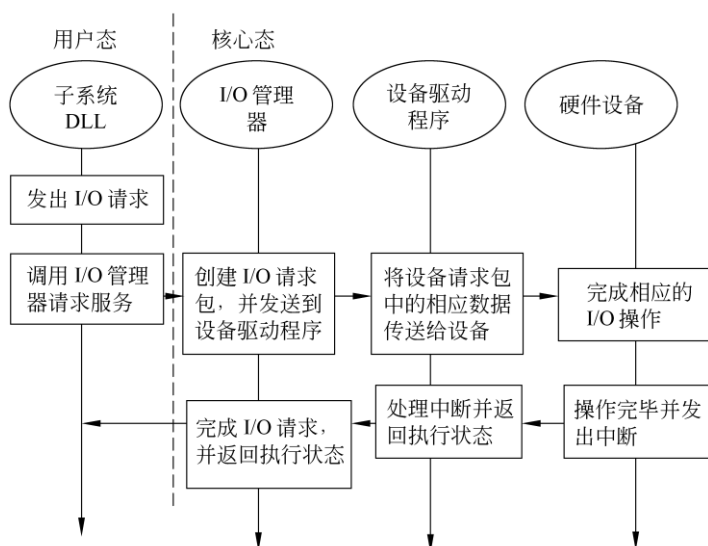 用户态
核心态
子系统
DLL
I/O 管理
器
设备驱动
程序
硬件设备
发出 I/O 请求
调用 I/O 管理
器请求服务
创建 I/O 请求
包，并发送到
设备驱动程序
将设备请求包
中的相应数据
传送给设备
完成相应的
I/O 操作
完成 I/O 请求，
并返回执行状态
处理中断并返
回执行状态
操作完毕并发
出中断